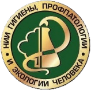 НИИ ГИГИЕНЫ, ПРОФПАТОЛОГИИ
И ЭКОЛОГИИ ЧЕЛОВЕКА